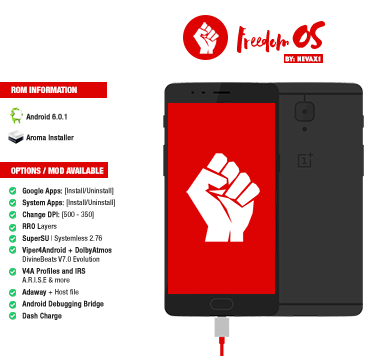 Freedom OS
BY: NEVAX1
ROM INFORMATION
Android 6.0.1
Aroma Installer
OPTIONS / MOD AVAILABLE
Google Apps: [Install/Uninstall]
System Apps: [Install/Uninstall]
Change DPI: [500 - 350]
RRO Layers
SuperSU | Systemless 2.76
Viper4Android + DolbyAtmos
DivineBeats V7.0 Evolution
V4A Profiles and IRS
A.R.I.S.E & more
Adaway + Host file
Android Debugging Bridge
Dash Charge